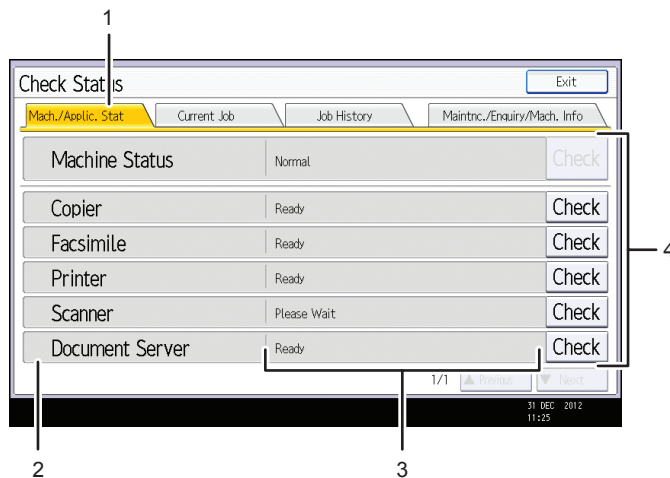 1
Check Status
Exit
Mach./Applic. Stat Current Job Job History Maintnc./Enquiry/Mach. Info
Machine Status Normal Check
Copier Ready Check
Facsimile Ready Check
Printer Ready Check
Scanner Please Wait Check
Document Server Ready Check
4
1/1 ▲ Previous ▼ Next
31 DEC 2012
11:25
2 3